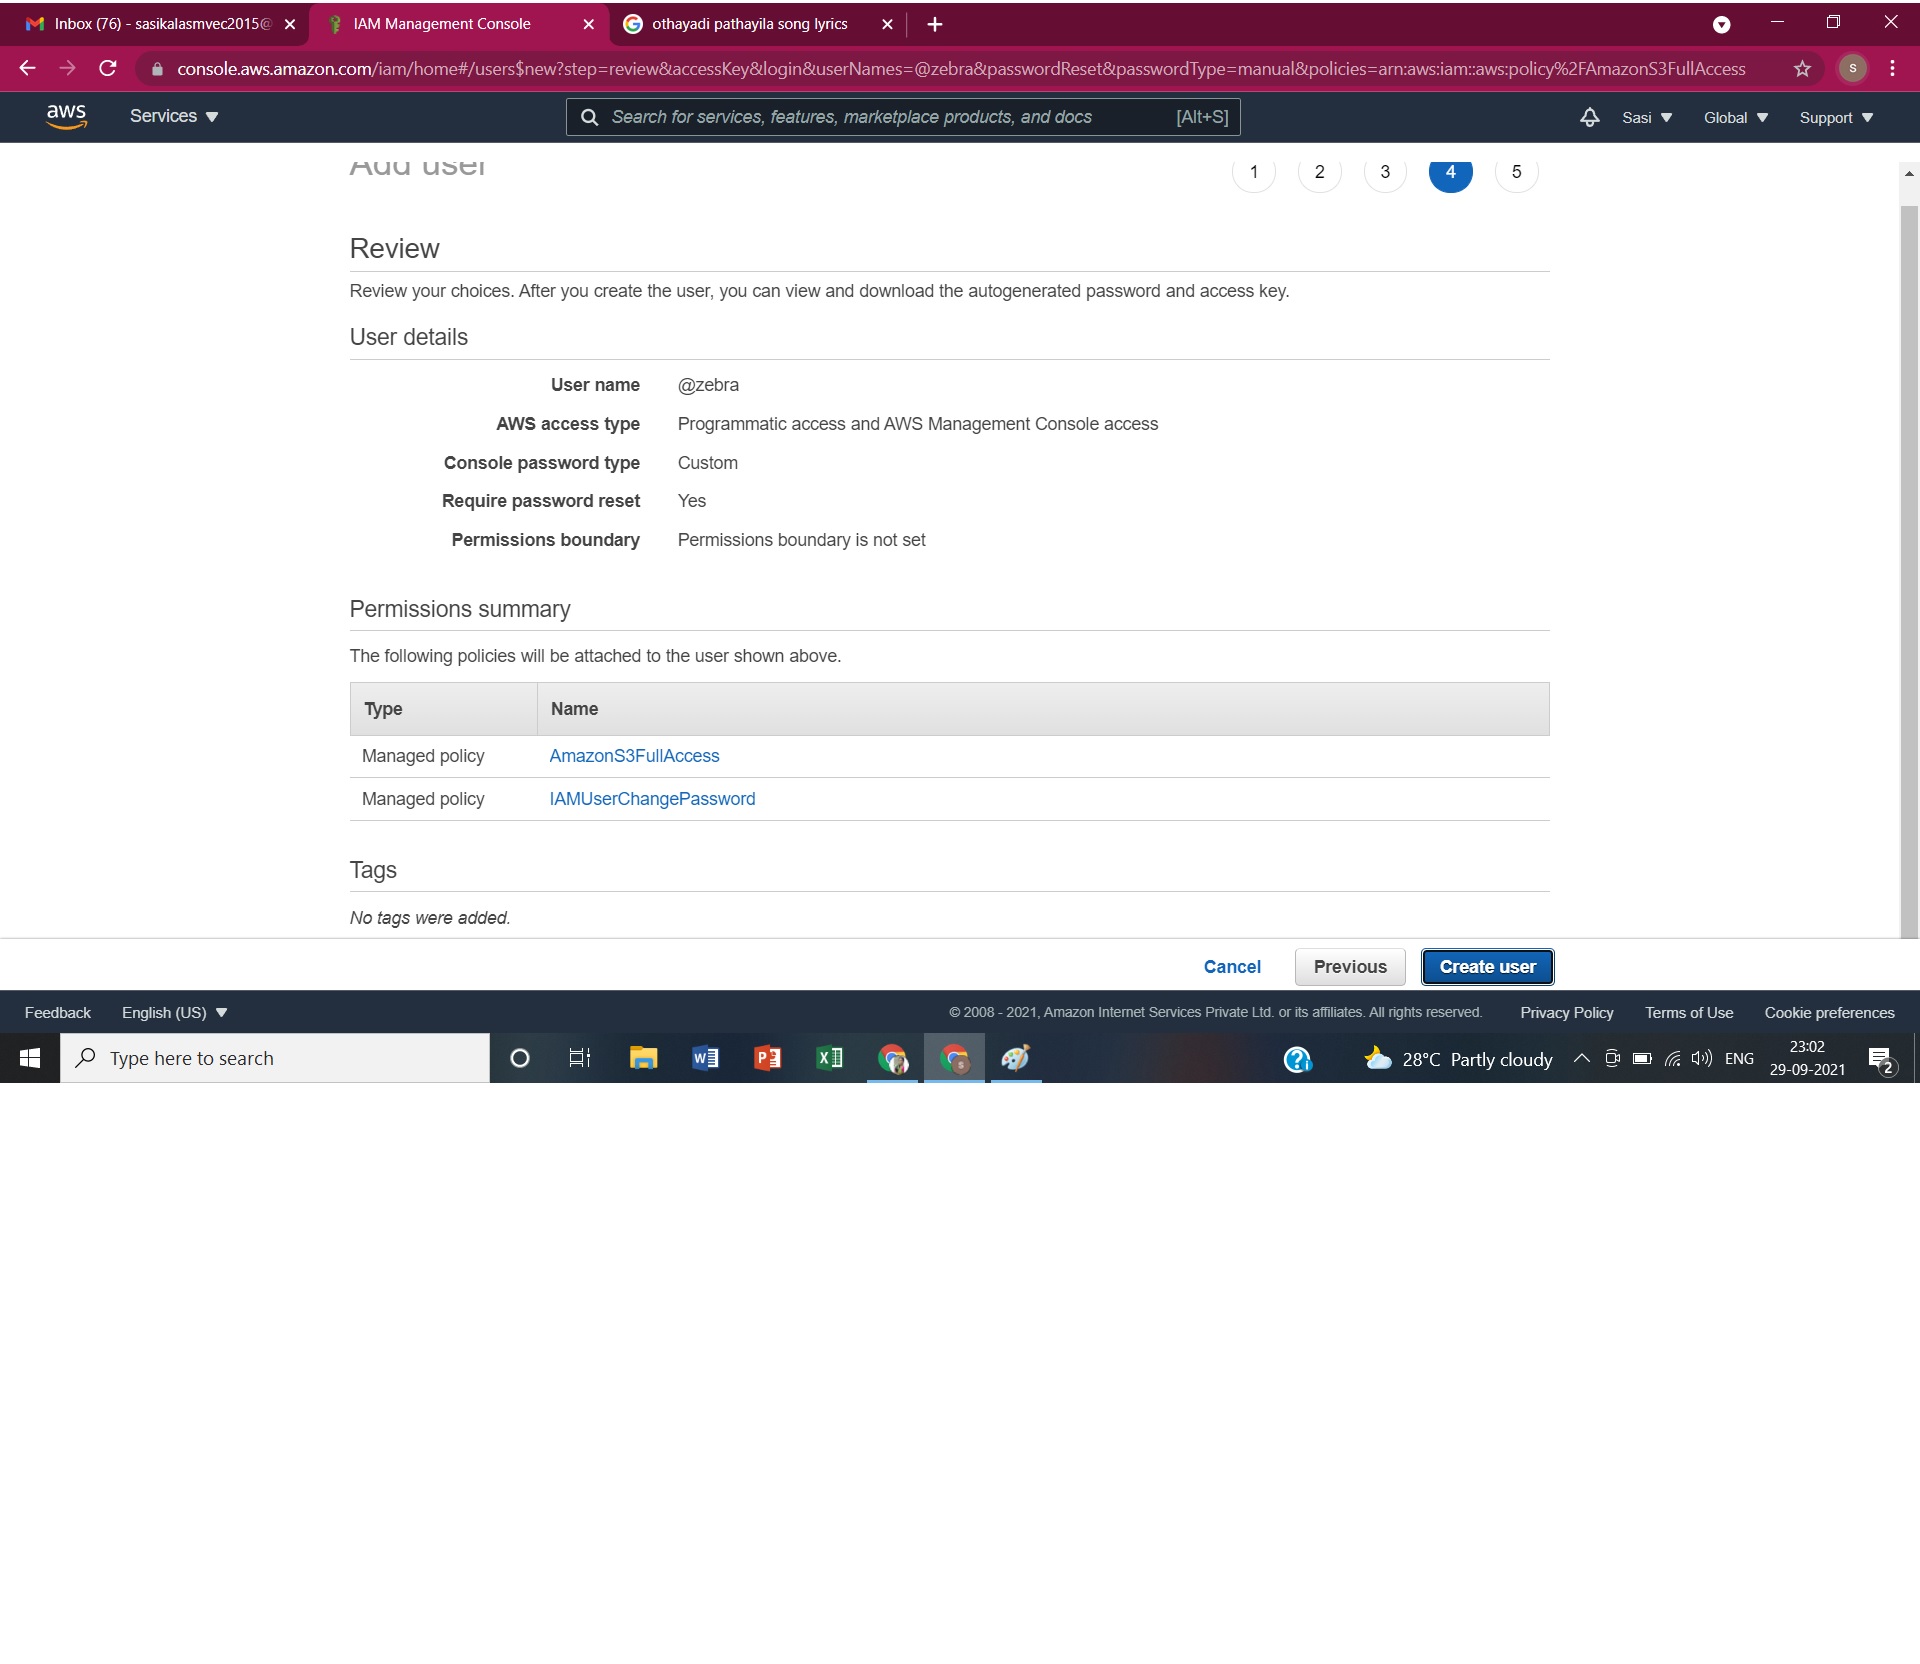 Inbox (76) - sasikalasmvec2015@
IAM Management Console
othayadi pathayila song lyrics
console.aws.amazon.com/iam/home#/users$new?step=review&accessKey&login&userNames=@zebra&passwordReset&passwordType=manual&policies=arn:aws:iam::aws:policy%2FAmazonS3FullAccess
S
aws
Services
Search for services, features, marketplace products, and docs
[Alt+S]
Sasi
Global
Support
Add user
1 2 3 4 5
Review
Review your choices. After you create the user, you can view and download the autogenerated password and access key.
User details
User name @zebra
AWS access type Programmatic access and AWS Management Console access
Console password type Custom
Require password reset Yes
Permissions boundary Permissions boundary is not set
Permissions summary
The following policies will be attached to the user shown above.
Type Name
Managed policy AmazonS3FullAccess
Managed policy IAMUserChangePassword
Tags
No tags were added.
Cancel Previous Create user
Feedback English (US) © 2008 - 2021, Amazon Internet Services Private Ltd. or its affiliates. All rights reserved. Privacy Policy Terms of Use Cookie preferences
Type here to search
28°C Partly cloudy
ENG
23:02
29-09-2021
2